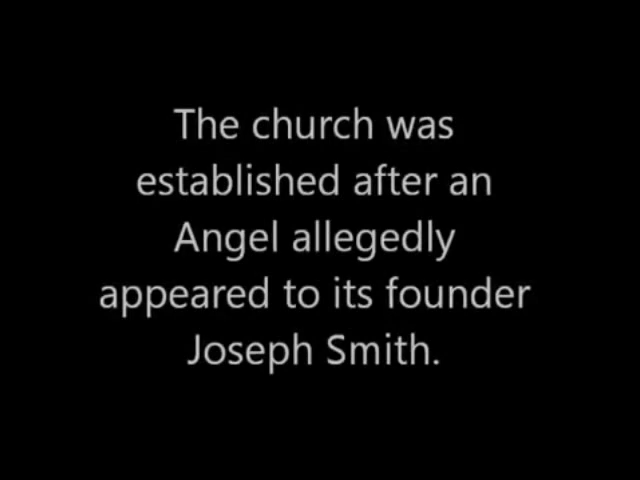 The church was
established after an
Angel allegedly
appeared to its founder
Joseph Smith.